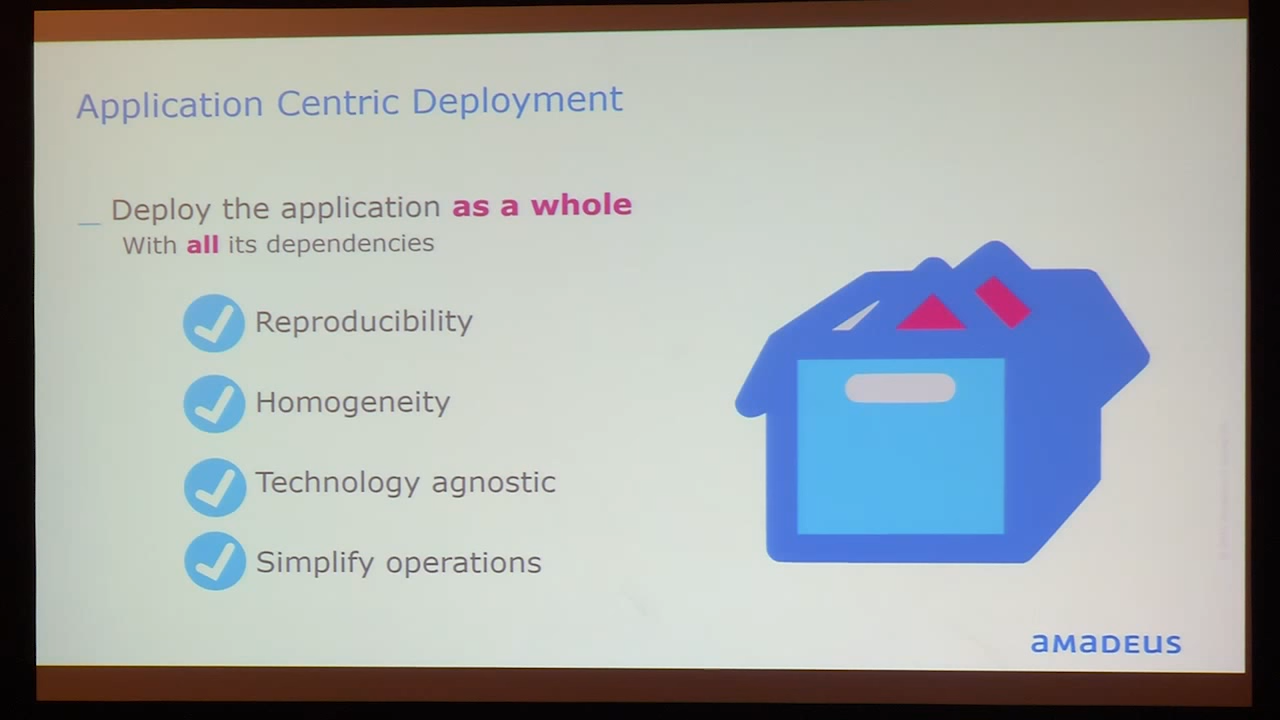 Application Centric Deployment
_ Deploy the application as a whole
With all its dependencies
Reproducibility
Homogeneity
Technology agnostic
Simplify operations
aMaDEUS